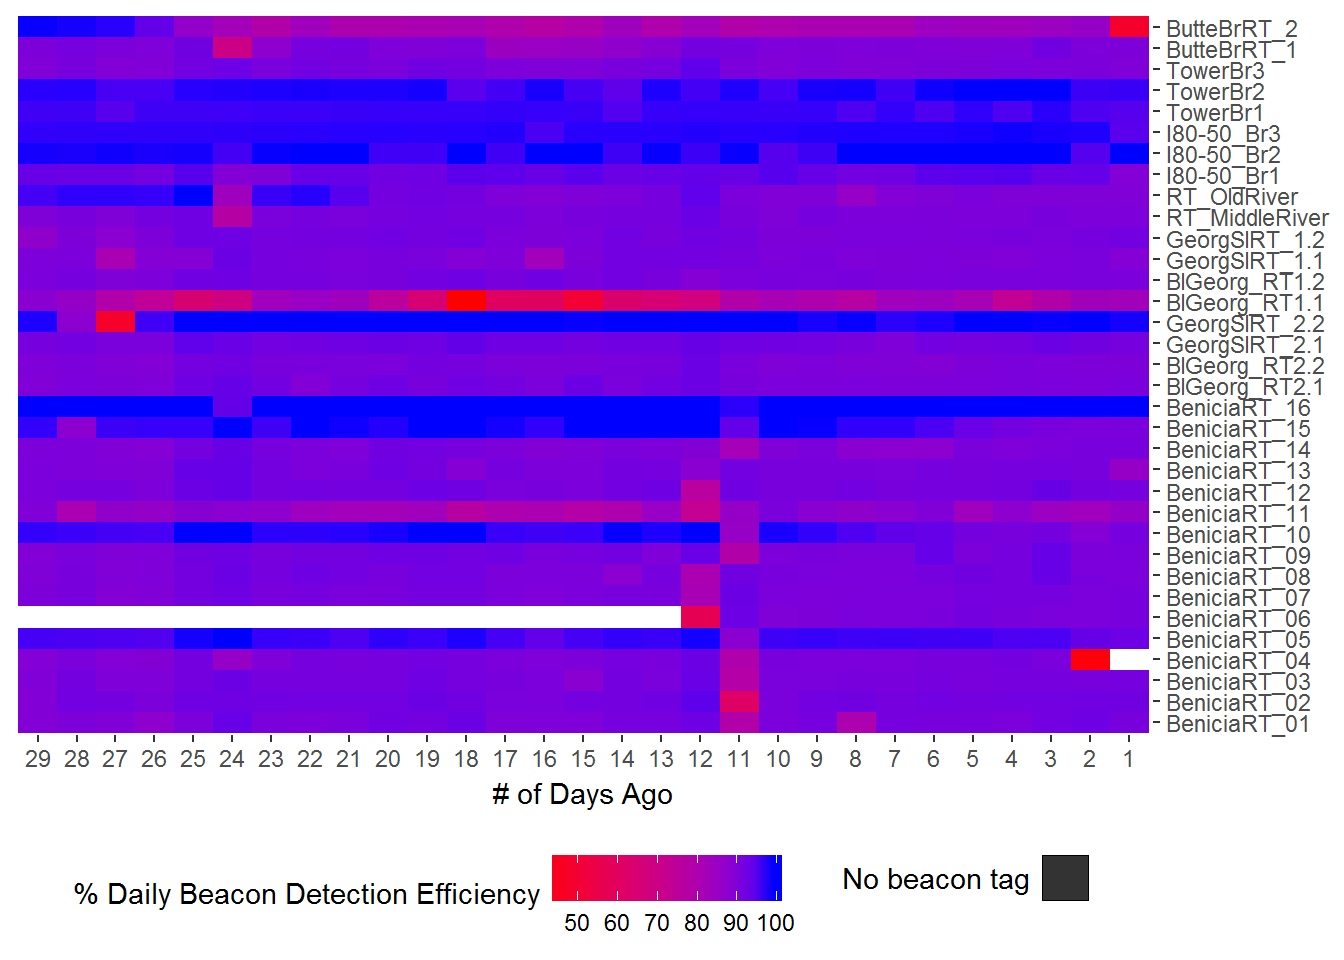 ButteBrRT_2
ButteBrRT_1
TowerBr3
TowerBr2
TowerBr1
I80-50_Br3
I80-50_Br2
I80-50_Br1
RT_OldRiver
RT_MiddleRiver
GeorgSlRT_1.2
GeorgSlRT_1.1
BlGeorg_RT1.2
BlGeorg_RT1.1
GeorgSlRT_2.2
GeorgSlRT_2.1
BlGeorg_RT2.2
BlGeorg_RT2.1
BeniciaRT_16
BeniciaRT_15
BeniciaRT_14
BeniciaRT_13
BeniciaRT_12
BeniciaRT_11
BeniciaRT_10
BeniciaRT_09
BeniciaRT_08
BeniciaRT_07
BeniciaRT_06
BeniciaRT_05
BeniciaRT_04
BeniciaRT_03
BeniciaRT_02
BeniciaRT_01
29 28 27 26 25 24 23 22 21 20 19 18 17 16 15 14 13 12 11 10 9 8 7 6 5 4 3 2 1
# of Days Ago
% Daily Beacon Detection Efficiency
50 60 70 80 90 100
No beacon tag